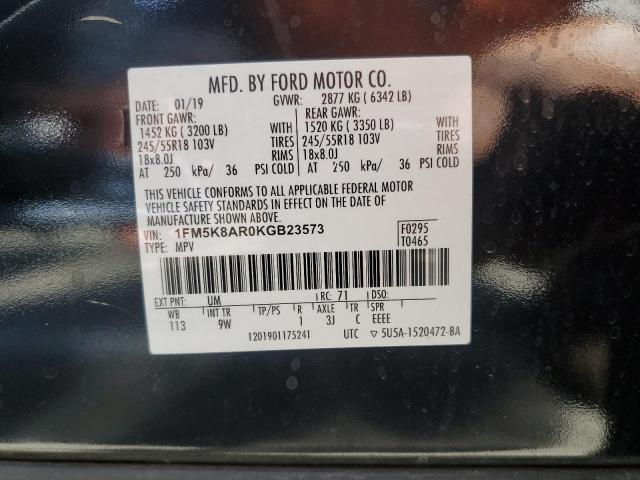 MFD. BY FORD MOTOR CO.
DATE: 01/19 GVWR: 2877 KG ( 6342 LB)
FRONT GAWR: REAR GAWR:
1452 KG ( 3200 LB) WITH 1520 KG ( 3350 LB) WITH
245/55R18 103V TIRES 245/55R18 103V TIRES
18x8.0J RIMS 18x8.0J RIMS
AT 250 kPa/ 36 PSI COLD AT 250 kPa/ 36 PSI COLD
THIS VEHICLE CONFORMS TO ALL APPLICABLE FEDERAL MOTOR
VEHICLE SAFETY STANDARDS IN EFFECT ON THE DATE OF
MANUFACTURE SHOWN ABOVE.
VIN: 1FM5K8AR0KGB23573 F0295
TYPE: MPV T0465
EXT PNT: UM RC: 71 DSO:
WB INT TR TP/PS R AXLE TR SPR
113 9W 1 3J C EEEE
1201901175241 UTC ▽ 5U5A-1520472-BA